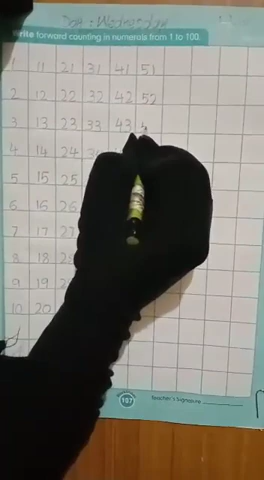 Day: Wednesday
Write forward counting in numerals from 1 to 100.
1 11 21 31 41 51
2 12 22 32 42 52
3 13 23 33 43
4 14 24
5 15 25
6 16 26
7 17
8 18
9 19
10 20
107 Teacher's Signature